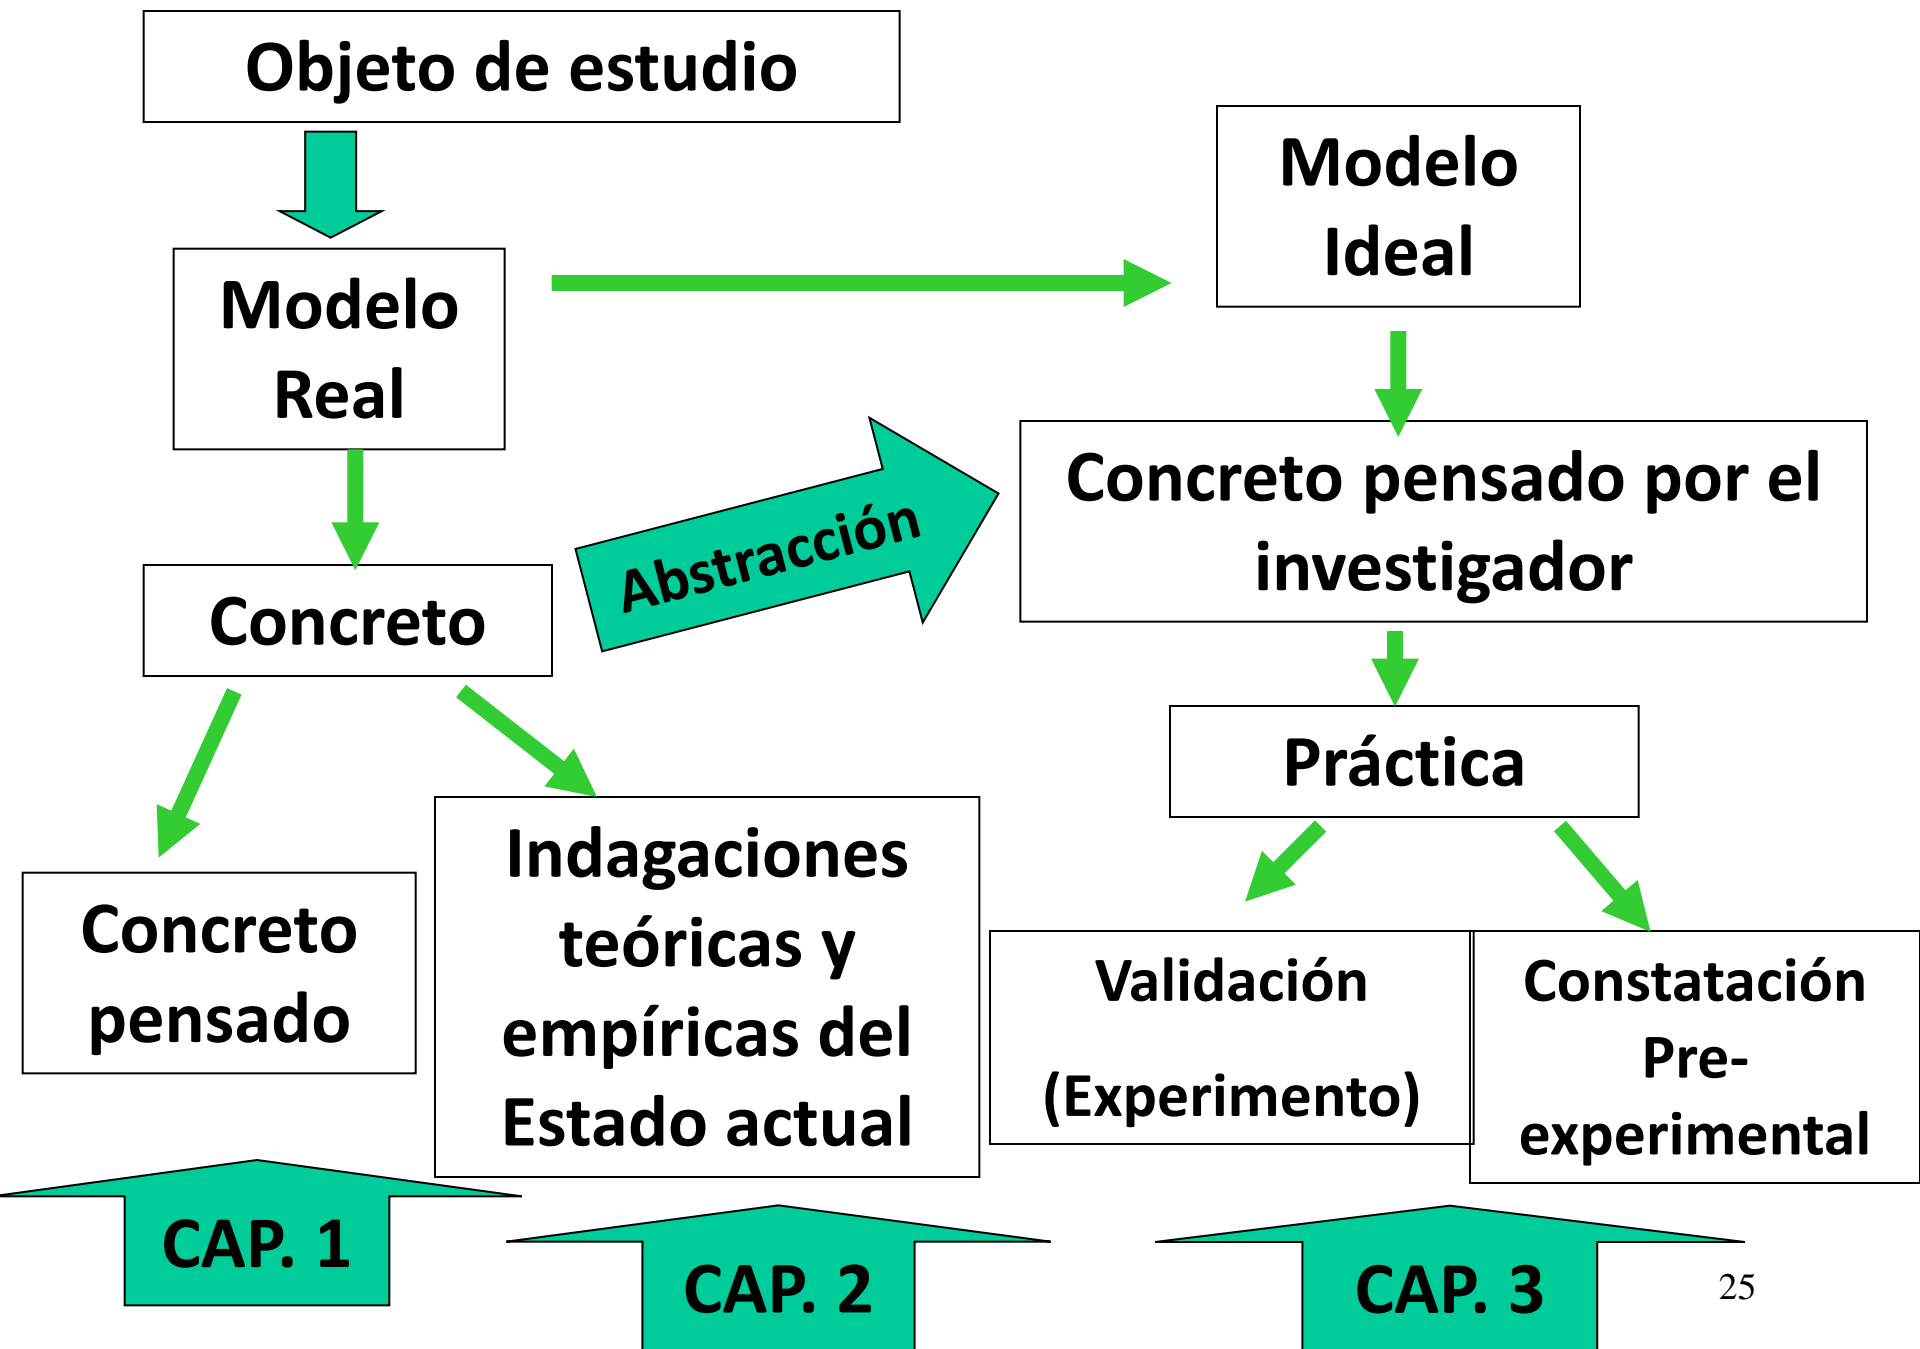 Objeto de estudio
Modelo
Ideal
Modelo
Real
Abstracción
Concreto pensado por el
investigador
Concreto
Práctica
Concreto
pensado
Indagaciones
teóricas y
empíricas del
Estado actual
Validación
(Experimento)
Constatación
Pre-
experimental
CAP. 1
CAP. 2
CAP. 3
25